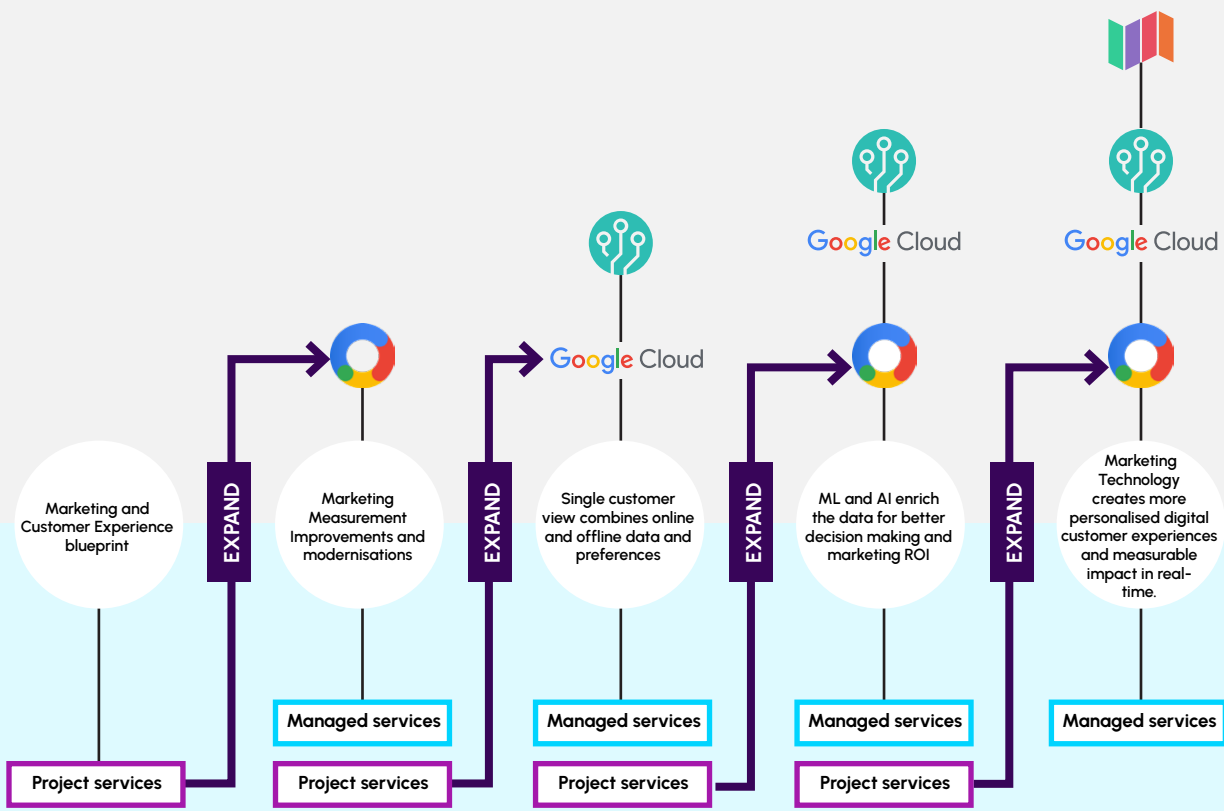 Google Cloud
Google Cloud
Google Cloud
Marketing and
Customer Experience
blueprint
EXPAND
Marketing
Measurement
Improvements and
modernisations
EXPAND
Single customer
view combines online
and offline data and
preferences
EXPAND
ML and AI enrich
the data for better
decision making and
marketing ROI
EXPAND
Marketing
Technology
creates more
personalised digital
customer experiences
and measurable
impact in real-
time.
Managed services
Managed services
Managed services
Managed services
Project services
Project services
Project services
Project services